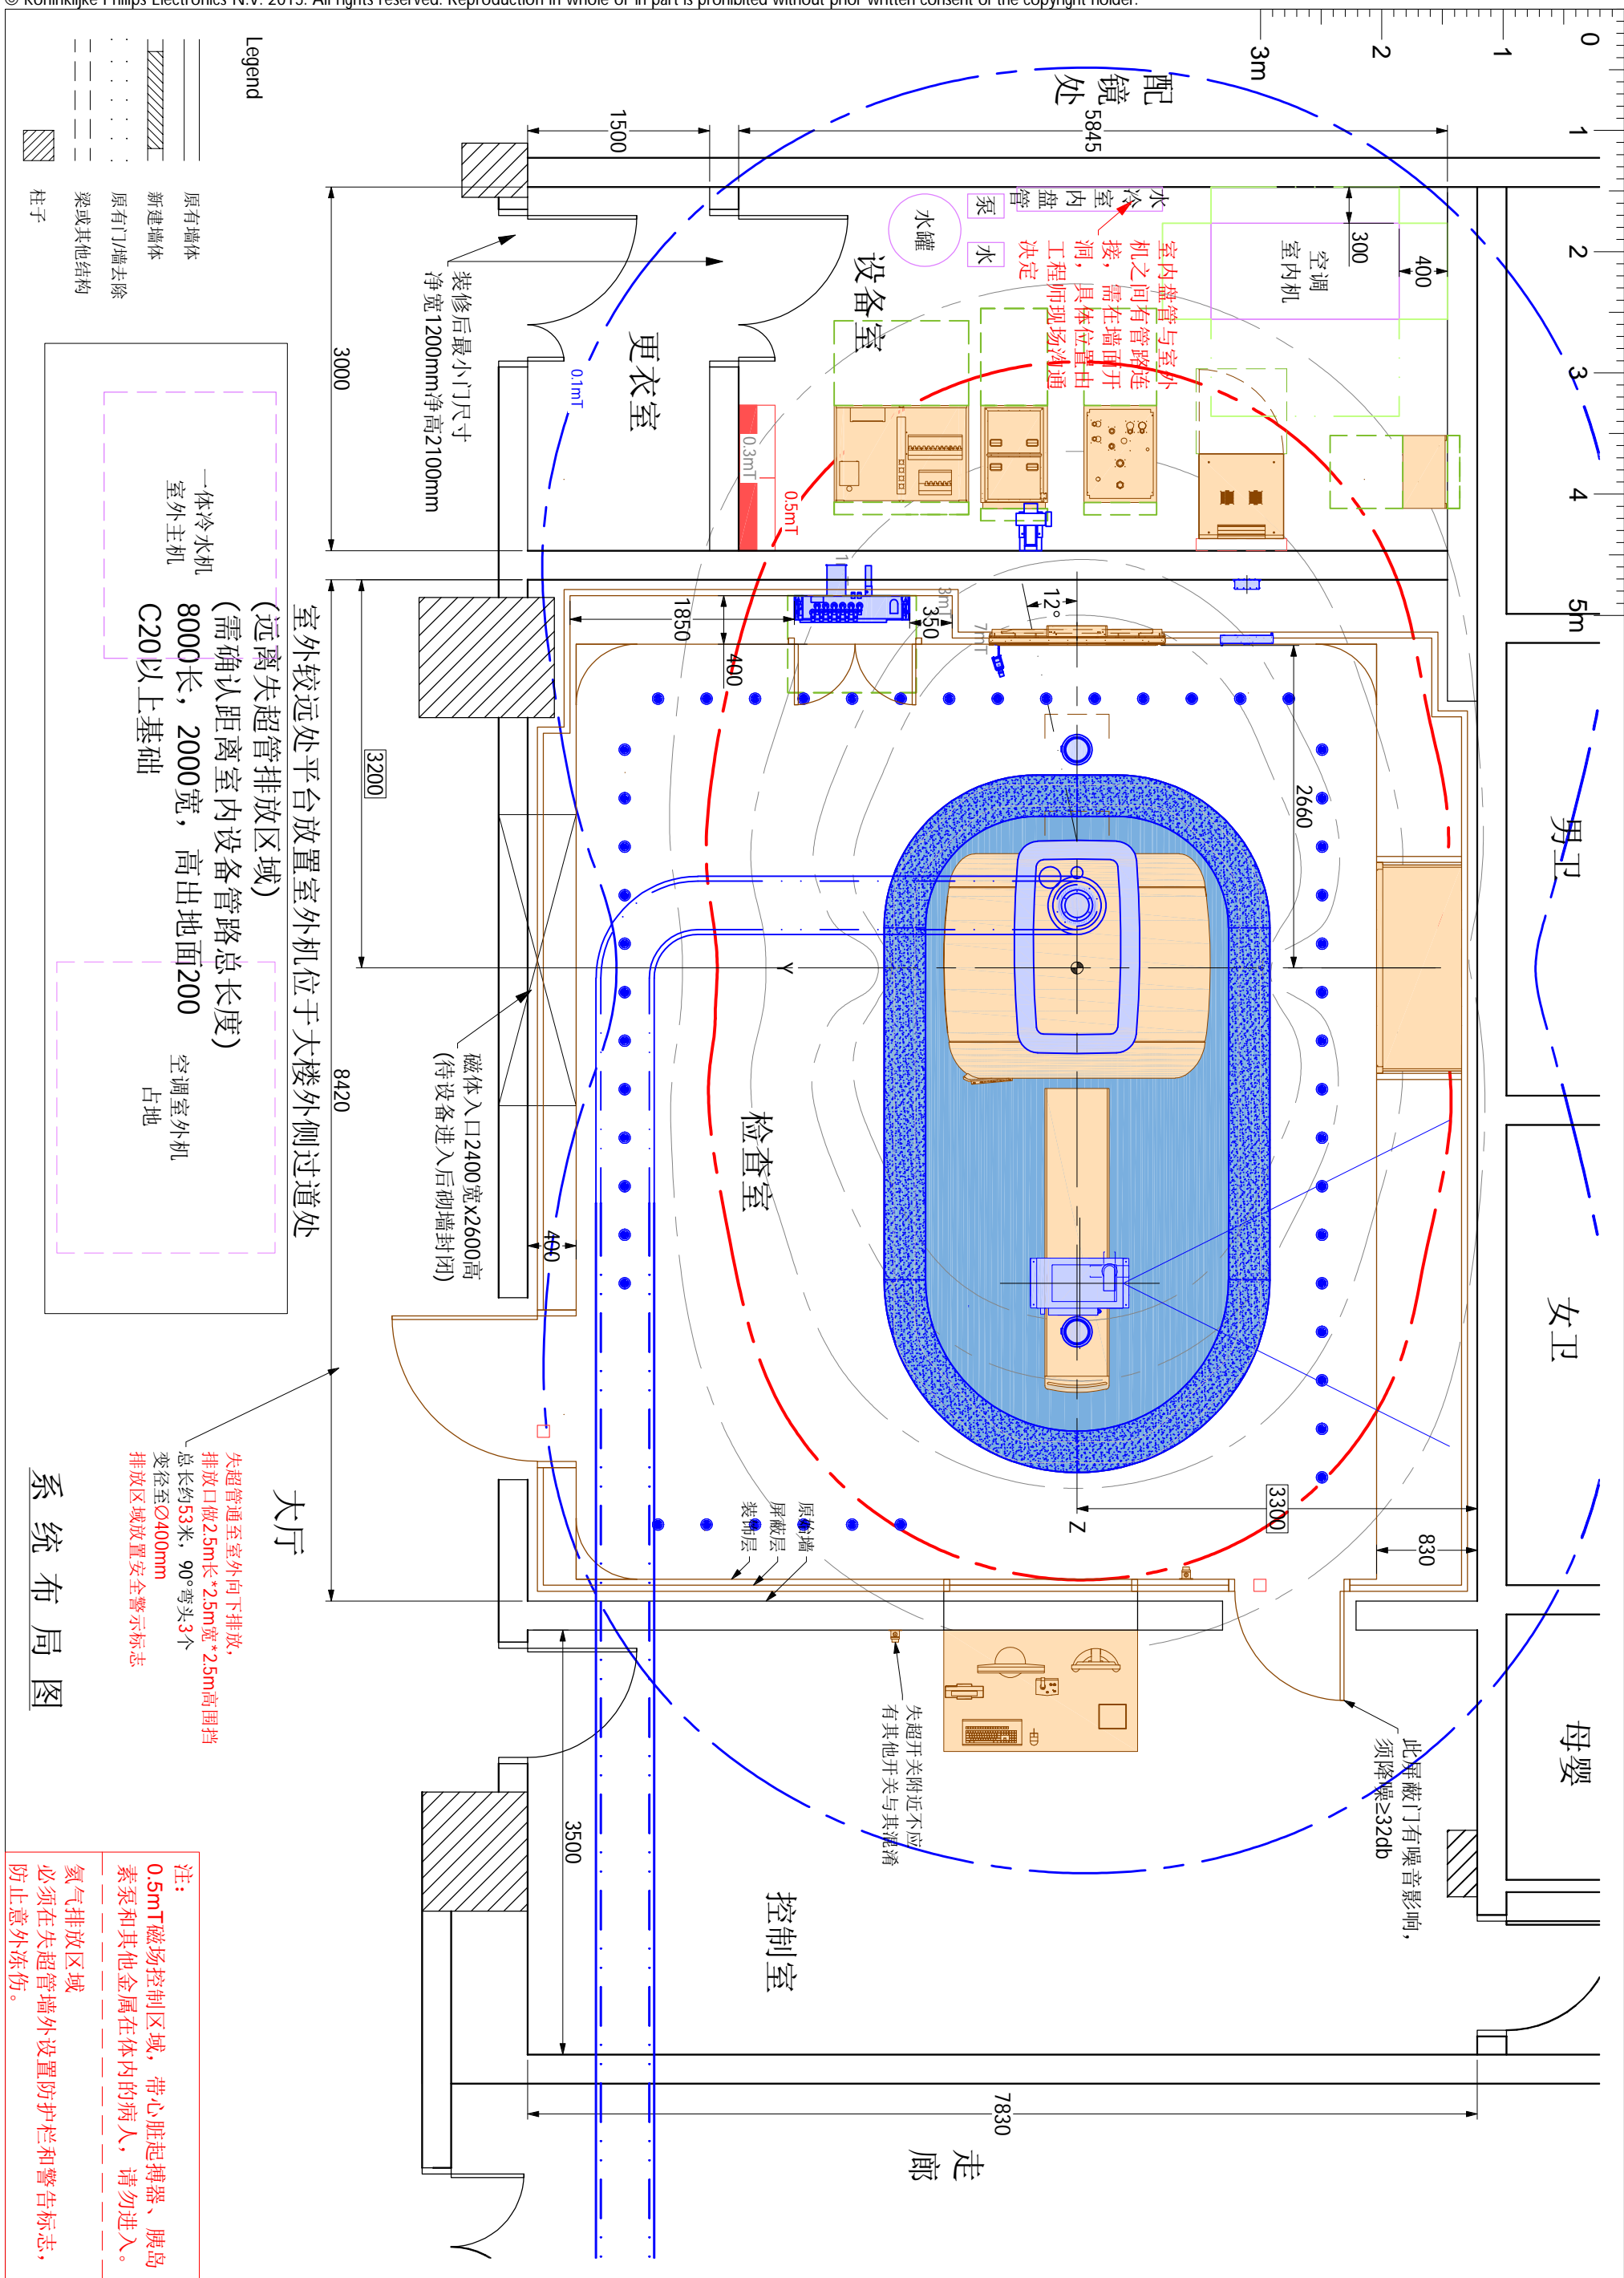 © Koninklijke Philips Electronics N.V. 2015. All rights reserved. Reproduction in whole or in part is prohibited without prior written consent of the copyright holder.
0
1
2
3m
1
2
3
4
5m
Legend
原有墙体
新建墙体
原有门/墙去除
梁或其他结构
柱子
配镜处
5845
1500
水冷室内盘管
泵
水
水罐
设备室
室内盘管与室外
机之间有管路连
接，需在墙面开
洞，具体位置由
工程师现场沟通
决定
空调
室内机
300
400
更衣室
装修后最小门尺寸
净宽1200mm净高2100mm
3000
0.1mT
0.3mT
0.5mT
1850
400
350
3mT
7mT
12°
2660
3200
8420
男卫
女卫
母婴
Y
Z
检查室
磁体入口2400宽x2600高
(待设备进入后砌墙封闭)
400
3300
830
原始墙
屏蔽层
装饰层
一体冷水机
室外主机
空调室外机
占地
室外较远处平台放置室外机位于大楼外侧过道处
(远离失超管排放区域)
(需确认距离室内设备管路总长度)
8000长，2000宽，高出地面200
C20以上基础
大厅
失超管通至室外向下排放，
排放口做2.5m长*2.5m宽*2.5m高围挡
总长约53米，90°弯头3个
变径至∅400mm
排放区域放置安全警示标志
系统布局图
失超开关附近不应
有其他开关与其混淆
此屏蔽门有噪音影响，
须降噪≥32db
3500
控制室
7830
走廊
注:
0.5mT磁场控制区域，带心脏起搏器、胰岛
素泵和其他金属在体内的病人，请勿进入。
氦气排放区域
必须在失超管墙外设置防护栏和警告标志，
防止意外冻伤。